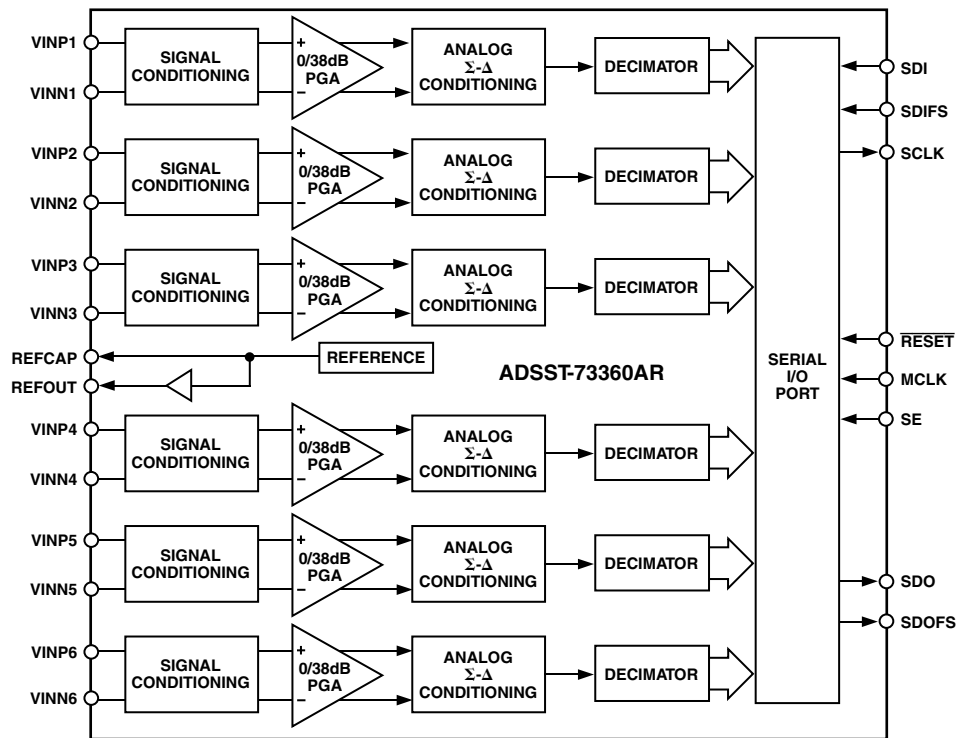 VINP1
VINN1
SIGNAL
CONDITIONING
+
0/38dB
PGA
−
ANALOG
Σ-Δ
CONDITIONING
DECIMATOR
VINP2
VINN2
SIGNAL
CONDITIONING
+
0/38dB
PGA
−
ANALOG
Σ-Δ
CONDITIONING
DECIMATOR
VINP3
VINN3
SIGNAL
CONDITIONING
+
0/38dB
PGA
−
ANALOG
Σ-Δ
CONDITIONING
DECIMATOR
REFCAP
REFOUT
REFERENCE
ADSST-73360AR
VINP4
VINN4
SIGNAL
CONDITIONING
+
0/38dB
PGA
−
ANALOG
Σ-Δ
CONDITIONING
DECIMATOR
VINP5
VINN5
SIGNAL
CONDITIONING
+
0/38dB
PGA
−
ANALOG
Σ-Δ
CONDITIONING
DECIMATOR
VINP6
VINN6
SIGNAL
CONDITIONING
+
0/38dB
PGA
−
ANALOG
Σ-Δ
CONDITIONING
DECIMATOR
SERIAL
I/O
PORT
SDI
SDIFS
SCLK
RESET
MCLK
SE
SDO
SDOFS